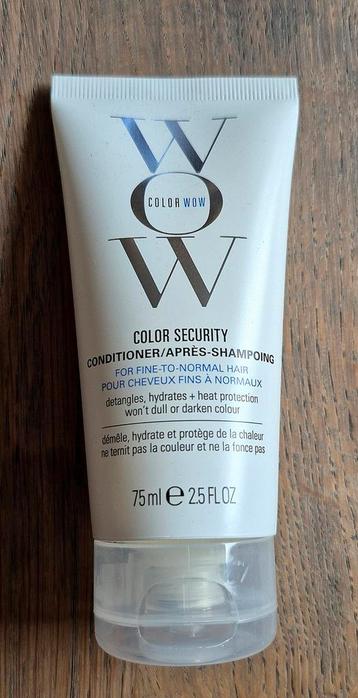 W
COLOR WOW
O
W
COLOR SECURITY
CONDITIONER/APRÈS-SHAMPOING
FOR FINE-TO-NORMAL HAIR
POUR CHEVEUX FINS À NORMAUX
detangles, hydrates + heat protection
won't dull or darken colour
démêle, hydrate et protège de la chaleur
ne ternit pas la couleur et ne la fonce pas
75 ml e 2.5 FL OZ